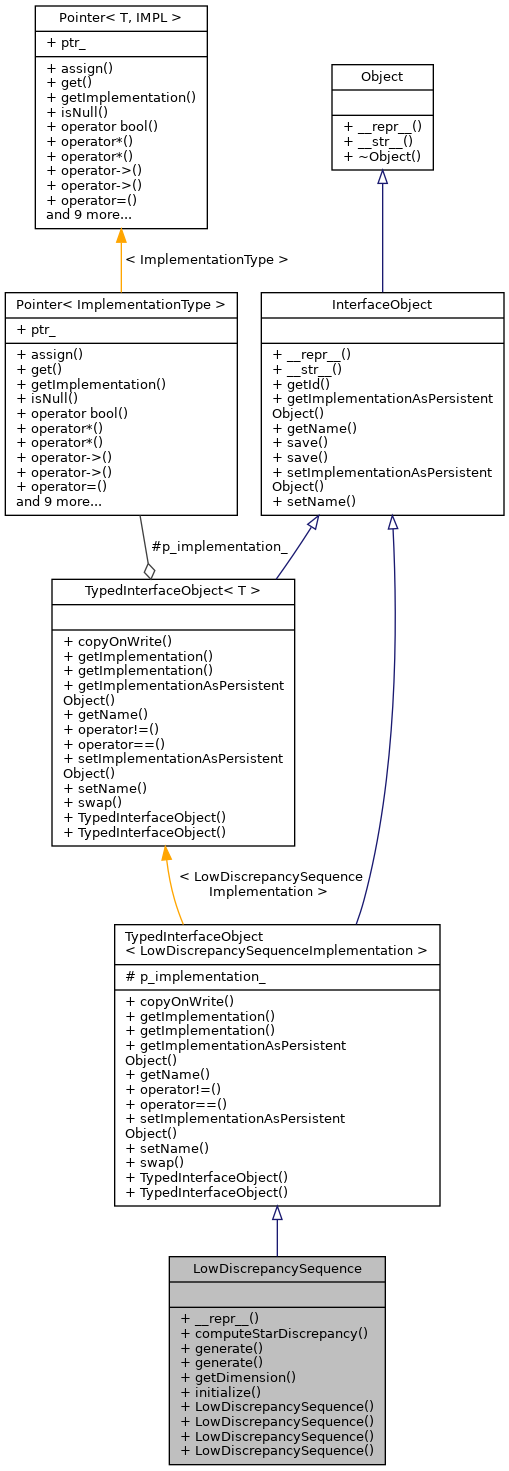 Pointer< T, IMPL >
+ ptr_
+ assign()
+ get()
+ getImplementation()
+ isNull()
+ operator bool()
+ operator*()
+ operator*()
+ operator->()
+ operator->()
+ operator=()
and 9 more...
Object
+ __repr__()
+ __str__()
+ ~Object()
< ImplementationType >
Pointer< ImplementationType >
+ ptr_
+ assign()
+ get()
+ getImplementation()
+ isNull()
+ operator bool()
+ operator*()
+ operator*()
+ operator->()
+ operator->()
+ operator=()
and 9 more...
InterfaceObject
+ __repr__()
+ __str__()
+ getId()
+ getImplementationAsPersistent
Object()
+ getName()
+ save()
+ save()
+ setImplementationAsPersistent
Object()
+ setName()
#p_implementation_
TypedInterfaceObject< T >
+ copyOnWrite()
+ getImplementation()
+ getImplementation()
+ getImplementationAsPersistent
Object()
+ getName()
+ operator!=()
+ operator==()
+ setImplementationAsPersistent
Object()
+ setName()
+ swap()
+ TypedInterfaceObject()
+ TypedInterfaceObject()
< LowDiscrepancySequence
Implementation >
TypedInterfaceObject
< LowDiscrepancySequenceImplementation >
# p_implementation_
+ copyOnWrite()
+ getImplementation()
+ getImplementation()
+ getImplementationAsPersistent
Object()
+ getName()
+ operator!=()
+ operator==()
+ setImplementationAsPersistent
Object()
+ setName()
+ swap()
+ TypedInterfaceObject()
+ TypedInterfaceObject()
LowDiscrepancySequence
+ __repr__()
+ computeStarDiscrepancy()
+ generate()
+ generate()
+ getDimension()
+ initialize()
+ LowDiscrepancySequence()
+ LowDiscrepancySequence()
+ LowDiscrepancySequence()
+ LowDiscrepancySequence()